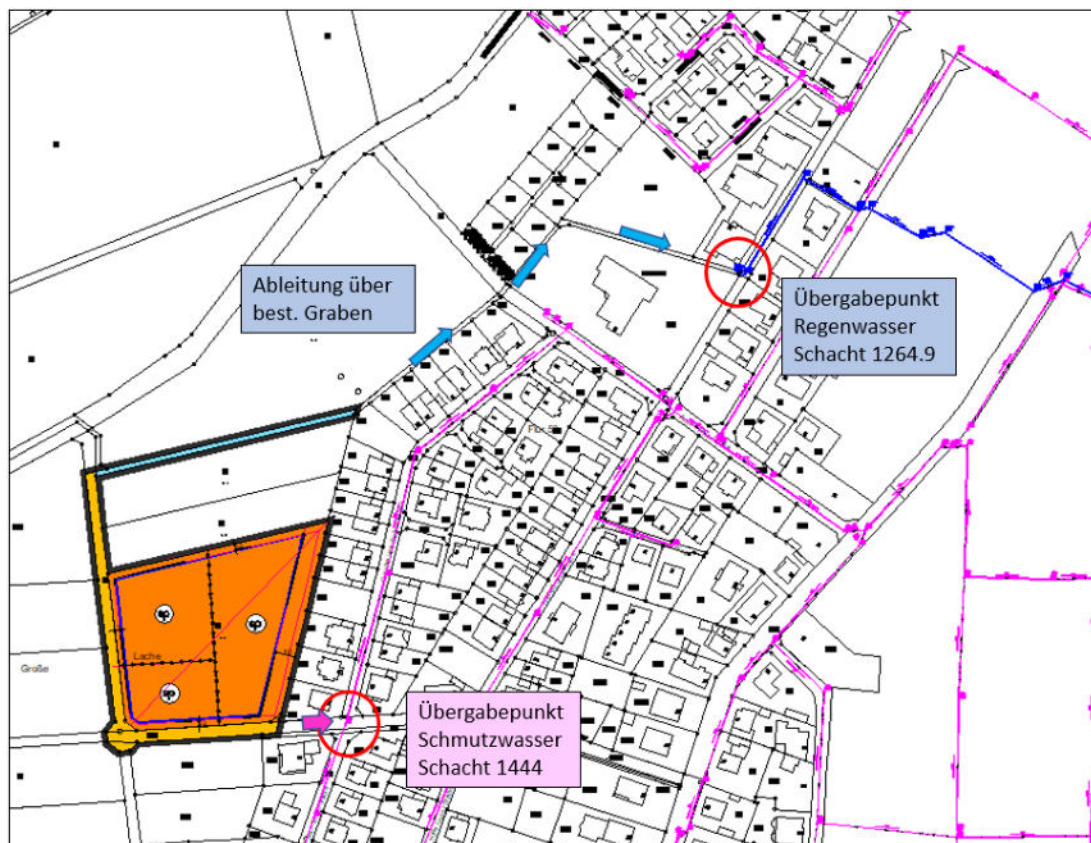 Ableitung über
best. Graben
Übergabepunkt
Regenwasser
Schacht 1264.9
Lache
Große
Übergabepunkt
Schmutzwasser
Schacht 1444